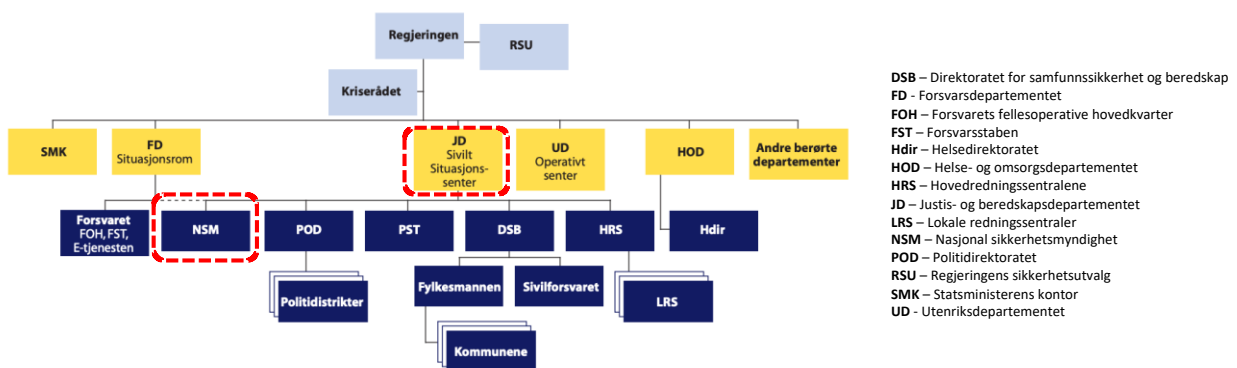 Regjeringen
RSU
Kriserådet
SMK
FD
Situasjonsrom
JD
Sivilt
Situasjons-
senter
UD
Operativt
senter
HOD
Andre berørte
departementer
Forsvaret
FOH, FST,
E-tjenesten
NSM
POD
PST
DSB
HRS
Hdir
Politidistrikter
Fylkesmannen
Sivilforsvaret
LRS
Kommunene
DSB – Direktoratet for samfunnssikkerhet og beredskap
FD - Forsvarsdepartementet
FOH – Forsvarets fellesoperative hovedkvarter
FST – Forsvarsstaben
Hdir – Helsedirektoratet
HOD – Helse- og omsorgsdepartementet
HRS – Hovedredningssentralene
JD – Justis- og beredskapsdepartementet
LRS – Lokale redningssentraler
NSM – Nasjonal sikkerhetsmyndighet
POD – Politidirektoratet
RSU – Regjeringens sikkerhetsutvalg
SMK – Statsministerens kontor
UD - Utenriksdepartementet